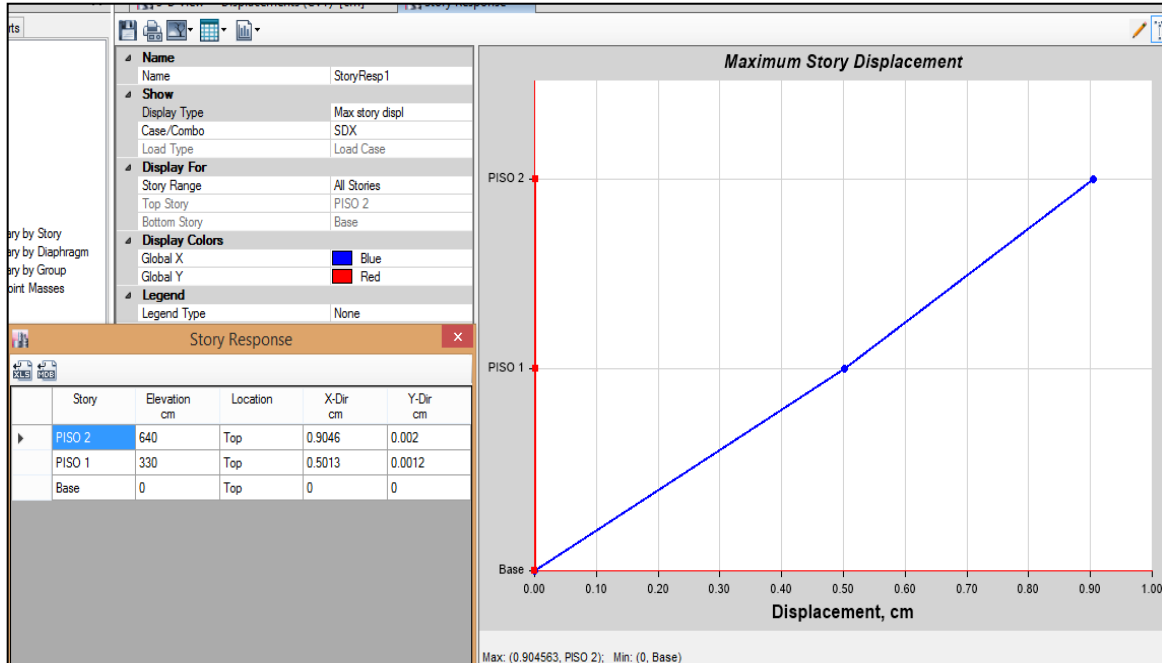 Name
Name StoryResp1
Show
Display Type Max story displ
Case/Combo SDX
Load Type Load Case
Display For
Story Range All Stories
Top Story PISO 2
Bottom Story Base
Display Colors
Global X Blue
Global Y Red
Legend
Legend Type None
rts
ary by Story
ary by Diaphragm
ary by Group
oint Masses
Story Response
XLS MDB
Story Elevation Location X-Dir Y-Dir
cm cm cm
PISO 2 640 Top 0.9046 0.002
PISO 1 330 Top 0.5013 0.0012
Base 0 Top 0 0
Maximum Story Displacement
PISO 2
PISO 1
Base
0.00 0.10 0.20 0.30 0.40 0.50 0.60 0.70 0.80 0.90 1.00
Displacement, cm
Max: (0.904563, PISO 2); Min: (0, Base)